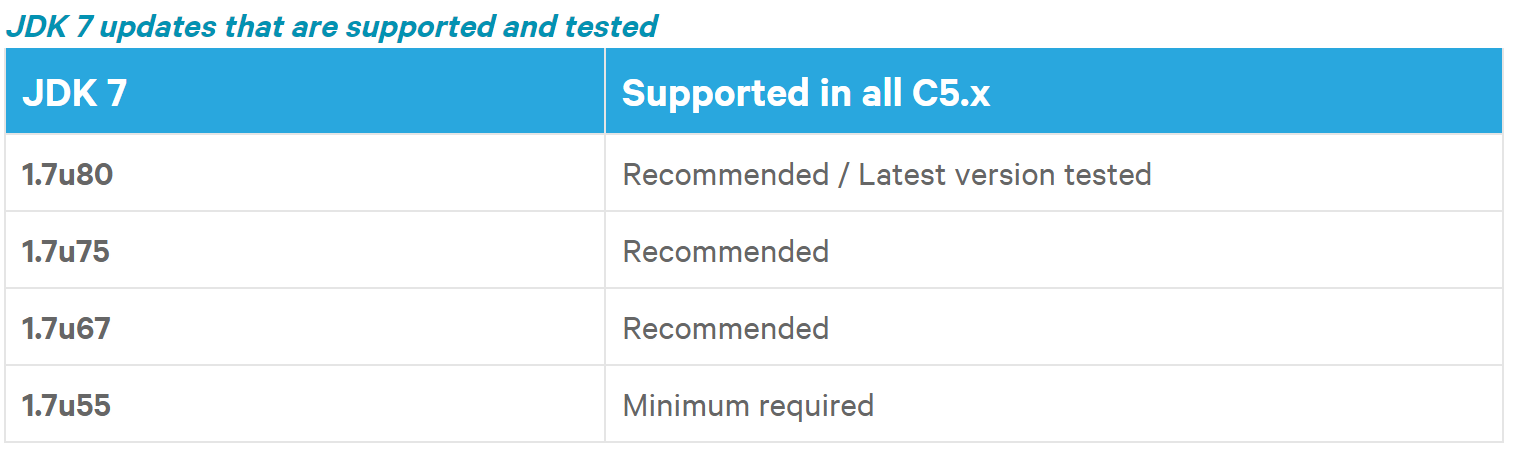 JDK 7 updates that are supported and tested
JDK 7 Supported in all C5.x
1.7u80 Recommended / Latest version tested
1.7u75 Recommended
1.7u67 Recommended
1.7u55 Minimum required